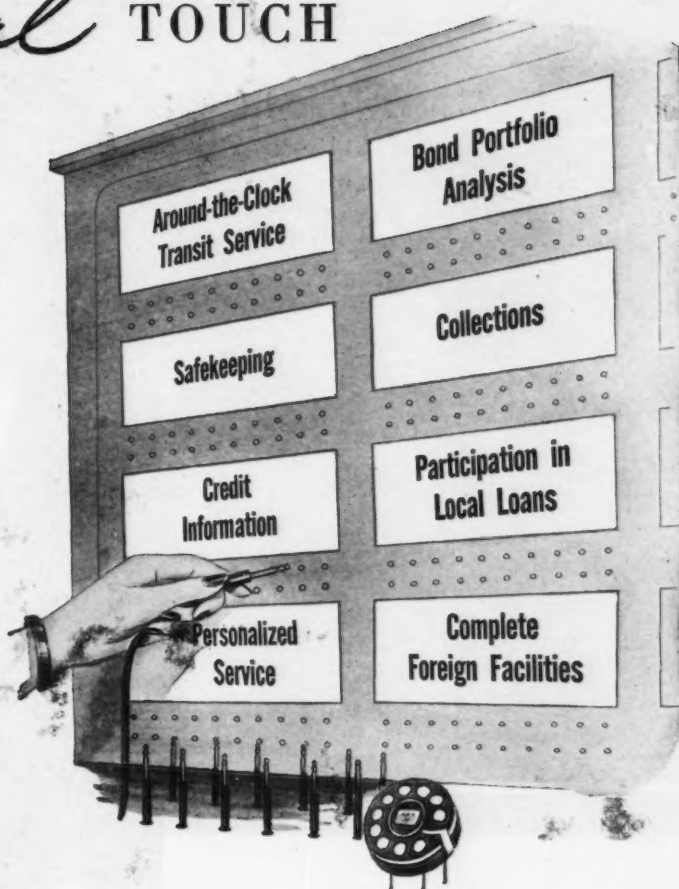 TOUCH
Around-the-Clock
Transit Service
Bond Portfolio
Analysis
Safekeeping
Collections
Credit
Information
Participation in
Local Loans
Personalized
Service
Complete
Foreign Facilities